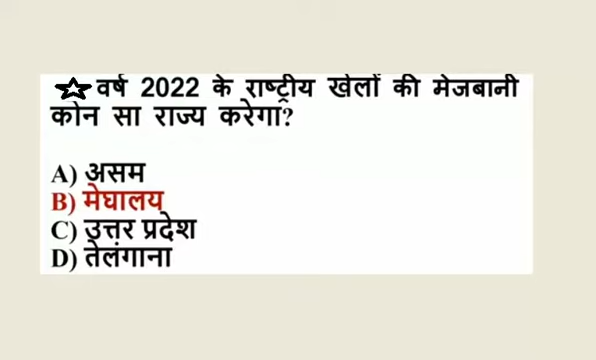 वर्ष 2022 के राष्ट्रीय खेलों की मेजबानी
कोन सा राज्य करेगा?
A) असम
B) मेघालय
C) उत्तर प्रदेश
D) तेलंगाना